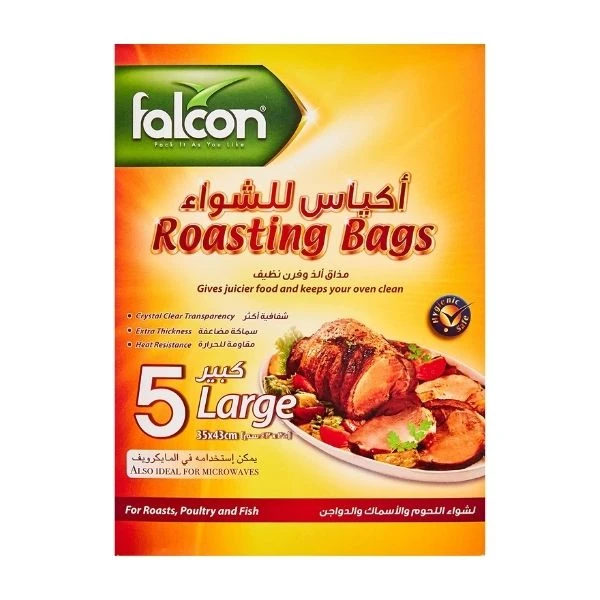 falcon®
Pack It As You Like
أكياس للشواء
Roasting Bags
مذاق ألذ وفرن نظيف
Gives juicier food and keeps your oven clean
• Crystal Clear Transparency شفافية أكثر
• Extra Thickness سماكة مضاعفة
• Heat Resistance مقاومة للحرارة
Hygienic
Safe
5
كبير
Large
35x43cm [٣٥×٤٣سم]
يمكن إستخدامه في المايكرويف
ALSO IDEAL FOR MICROWAVES
For Roasts, Poultry and Fish لشواء اللحوم والأسماك والدواجن